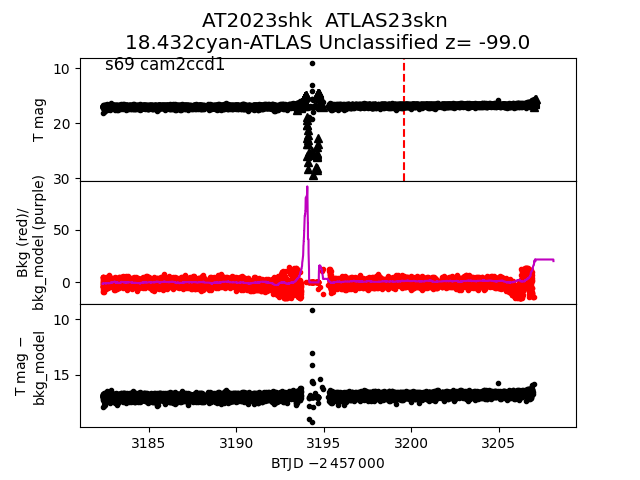 AT2023shk  ATLAS23skn
18.432cyan-ATLAS Unclassified z= -99.0
s69 cam2ccd1
T mag
10
20
30
Bkg (red)/
bkg_model (purple)
50
0
T mag −
bkg_model
10
15
3185
3190
3195
3200
3205
BTJD −2 457 000